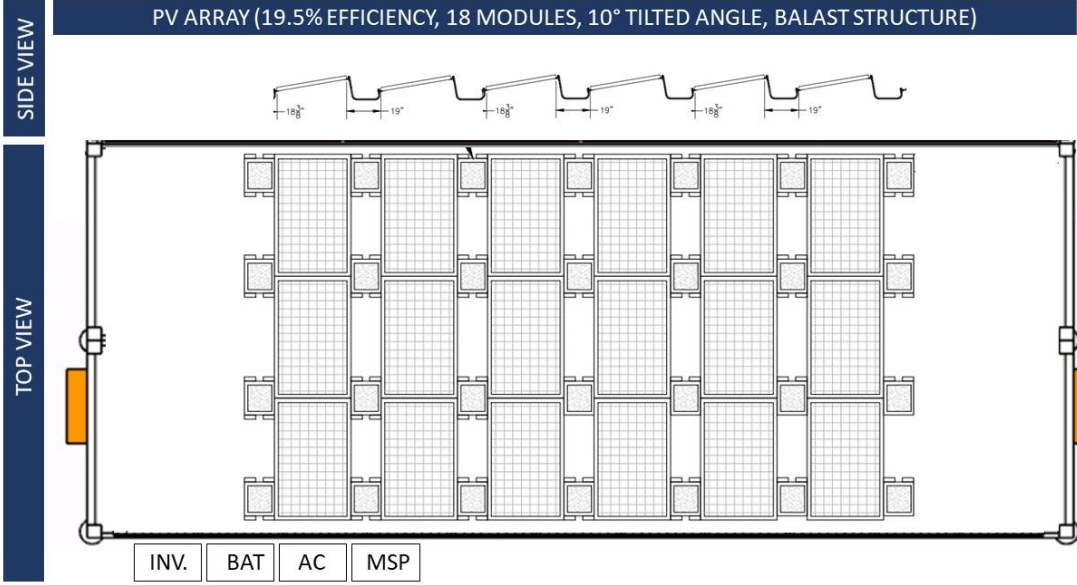 PV ARRAY (19.5% EFFICIENCY, 18 MODULES, 10° TILTED ANGLE, BALAST STRUCTURE)
SIDE VIEW
18 3/8" 19" 18 3/8" 19" 18 3/8" 19"
TOP VIEW
INV. BAT AC MSP